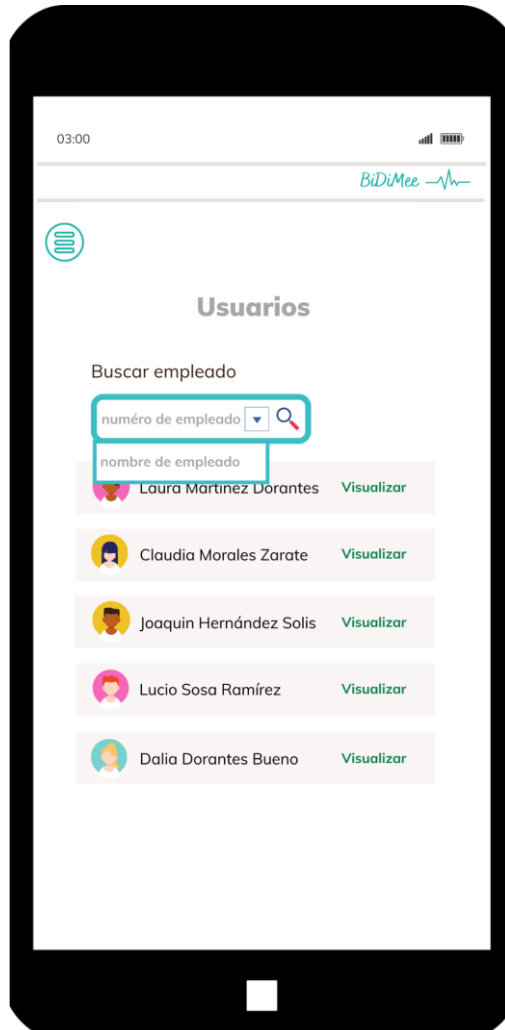 03:00
BiDiMee
Usuarios
Buscar empleado
numéro de empleado
nombre de empleado
Laura Martinez Dorantes Visualizar
Claudia Morales Zarate Visualizar
Joaquin Hernández Solis Visualizar
Lucio Sosa Ramírez Visualizar
Dalia Dorantes Bueno Visualizar